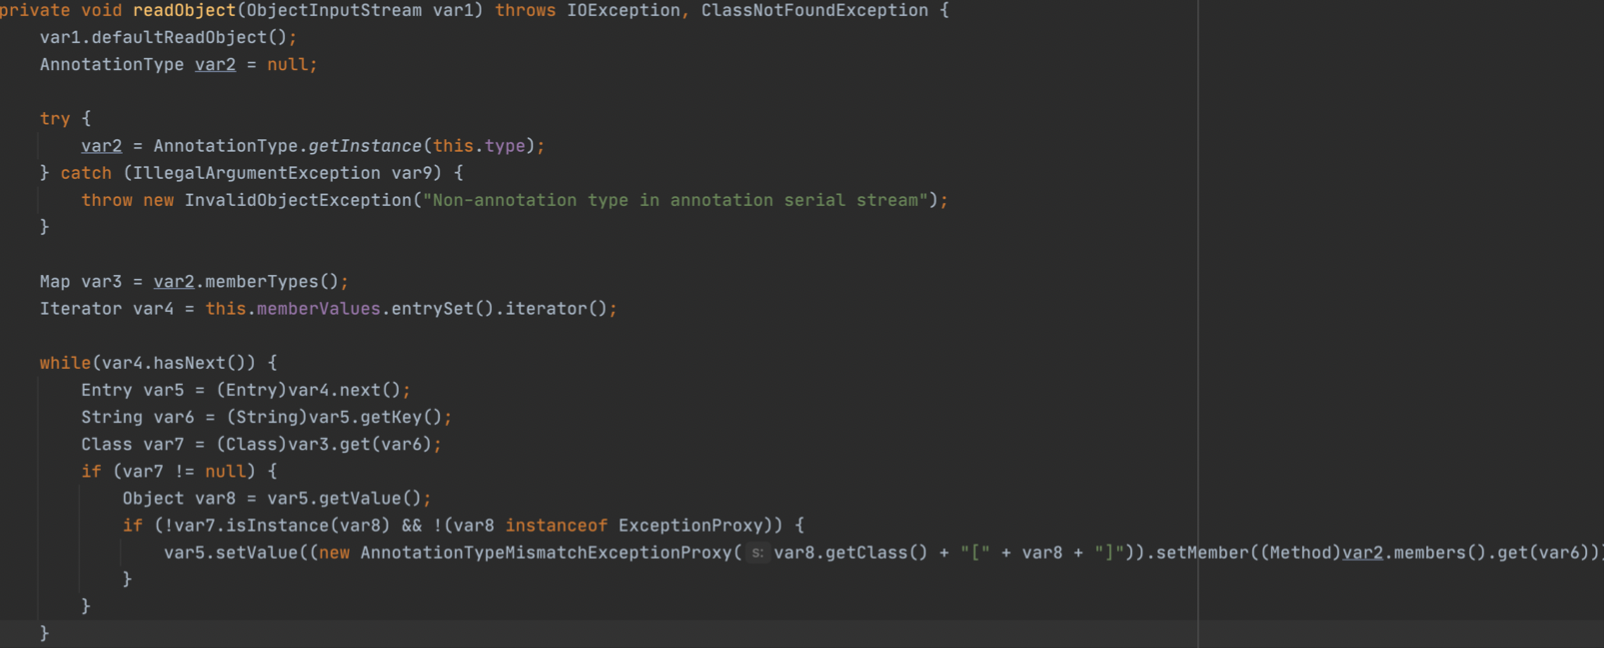 private void readObject(ObjectInputStream var1) throws IOException, ClassNotFoundException {
    var1.defaultReadObject();
    AnnotationType var2 = null;

    try {
        var2 = AnnotationType.getInstance(this.type);
    } catch (IllegalArgumentException var9) {
        throw new InvalidObjectException("Non-annotation type in annotation serial stream");
    }

    Map var3 = var2.memberTypes();
    Iterator var4 = this.memberValues.entrySet().iterator();

    while(var4.hasNext()) {
        Entry var5 = (Entry)var4.next();
        String var6 = (String)var5.getKey();
        Class var7 = (Class)var3.get(var6);
        if (var7 != null) {
            Object var8 = var5.getValue();
            if (!var7.isInstance(var8) && !(var8 instanceof ExceptionProxy)) {
                var5.setValue((new AnnotationTypeMismatchExceptionProxy( s: var8.getClass() + "[" + var8 + "]")).setMember((Method)var2.members().get(var6)))
            }
        }
    }